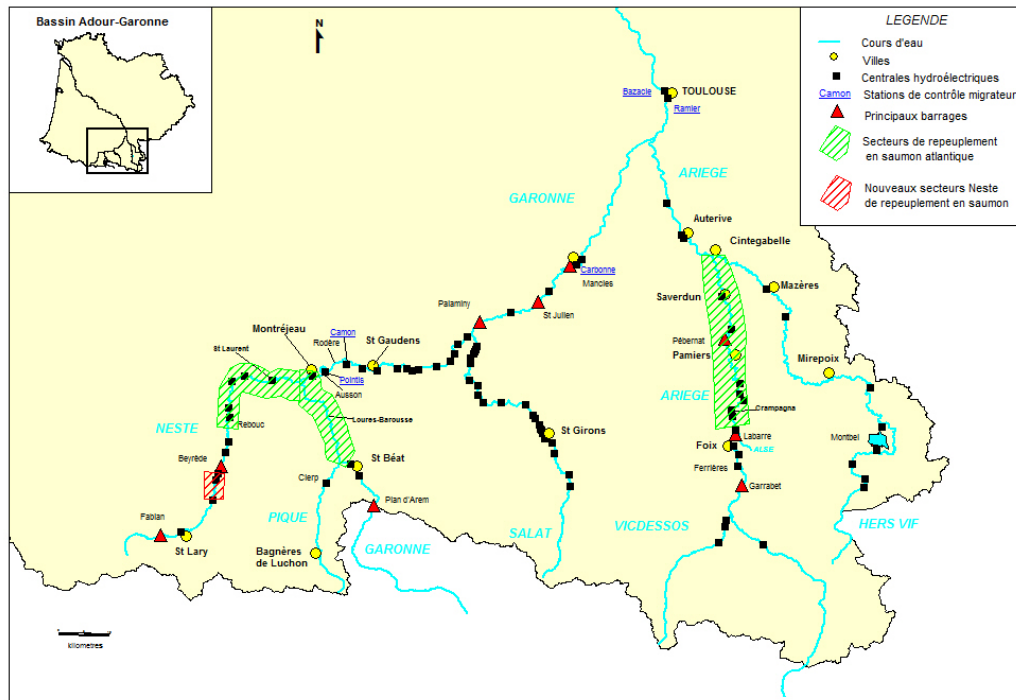 Bassin Adour-Garonne
N
LEGENDE
Cours d'eau
Villes
Centrales hydroélectriques
Camon
Stations de contrôle migrateur
Principaux barrages
Secteurs de repeuplement
en saumon atlantique
Nouveaux secteurs Neste
de repeuplement en saumon
Bazacle
TOULOUSE
Ramier
ARIEGE
GARONNE
Auterive
Cintegabelle
Carbonne
Mancies
Mazères
Saverdun
St Julien
Palaminy
Montréjeau
Camon
Rodère
St Gaudens
St Laurent
Pointis
Ausson
Pébernat
Pamiers
Mirepoix
ARIEGE
Crampagna
Loures-Barousse
Rebouc
NESTE
St Girons
Labarre
Montbel
Foix
ALSE
Beyrède
St Béat
Ferrières
Clerp
Garrabet
Plan d'Arem
Fabian
PIQUE
SALAT
VICDESSOS
HERS VIF
St Lary
Bagnères
de Luchon
GARONNE
kilometres